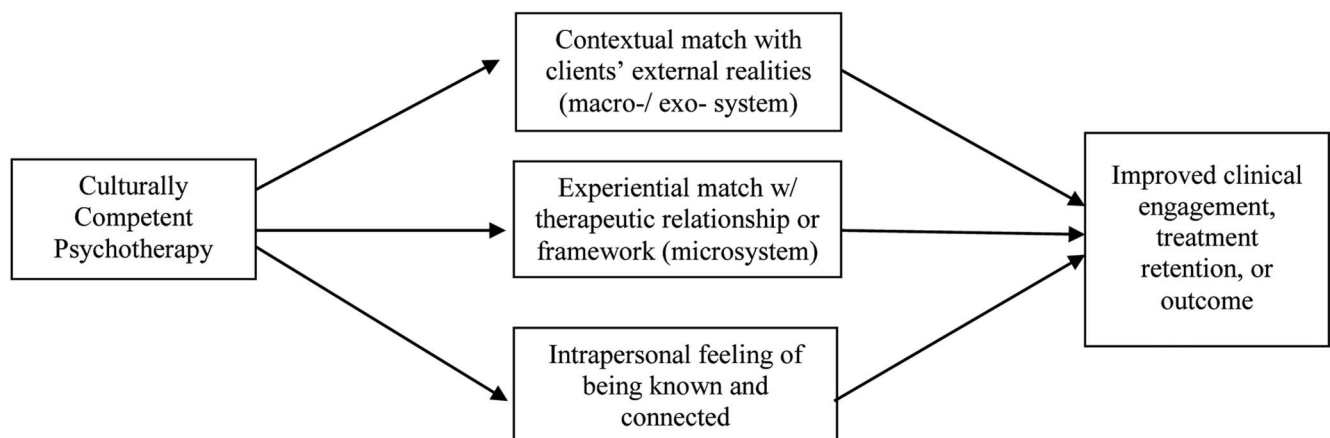 Culturally
Competent
Psychotherapy
Contextual match with
clients’ external realities
(macro-/ exo- system)
Experiential match w/
therapeutic relationship or
framework (microsystem)
Intrapersonal feeling of
being known and
connected
Improved clinical
engagement,
treatment
retention, or
outcome